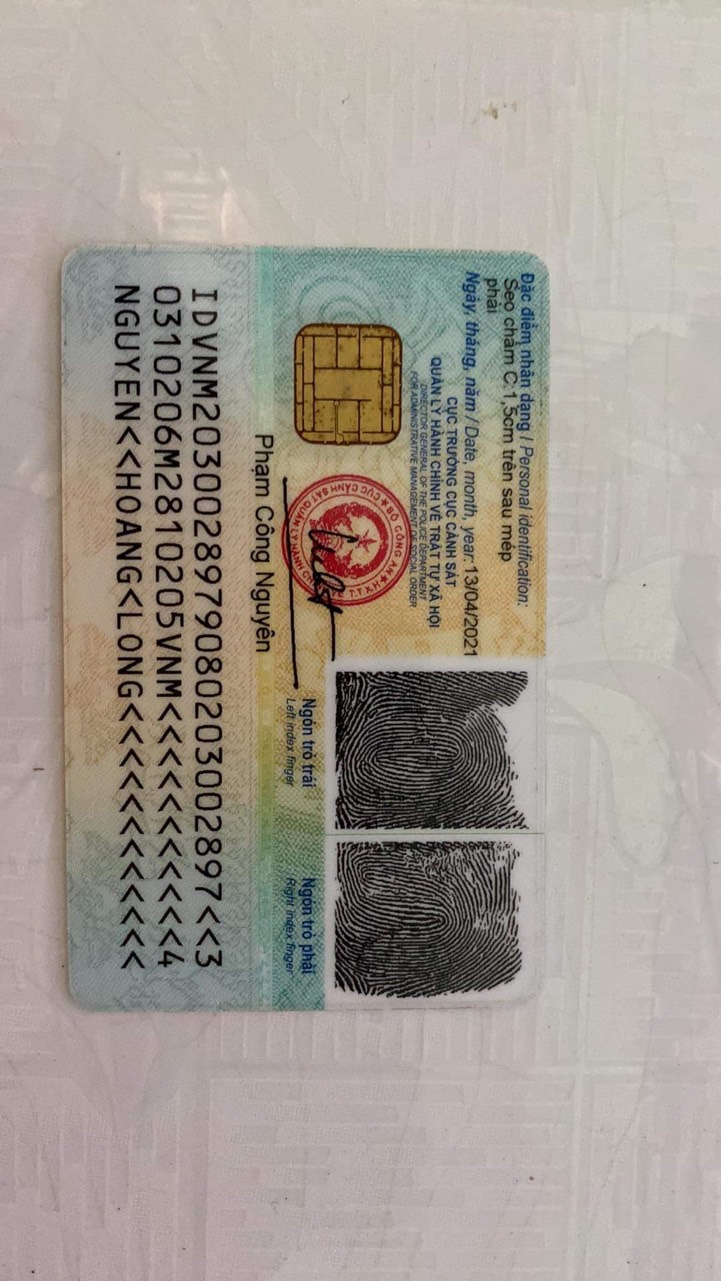 Đặc điểm nhân dạng / Personal identification:
Sẹo chấm C.1,5cm trên sau mép
phải
Ngày, tháng, năm / Date, month, year: 13/04/2021
CỤC TRƯỞNG CỤC CẢNH SÁT
QUẢN LÝ HÀNH CHÍNH VỀ TRẬT TỰ XÃ HỘI
DIRECTOR GENERAL OF THE POLICE DEPARTMENT
FOR ADMINISTRATIVE MANAGEMENT OF SOCIAL ORDER
BỘ CÔNG AN
Phạm Công Nguyên
Ngón trỏ trái
Left index finger
Ngón trỏ phải
Right index finger
IDVNM2030028979080203002897<<3
0310206M2810205VNM<<<<<<<<<<<4
NGUYEN<<HOANG<LONG<<<<<<<<<<<<